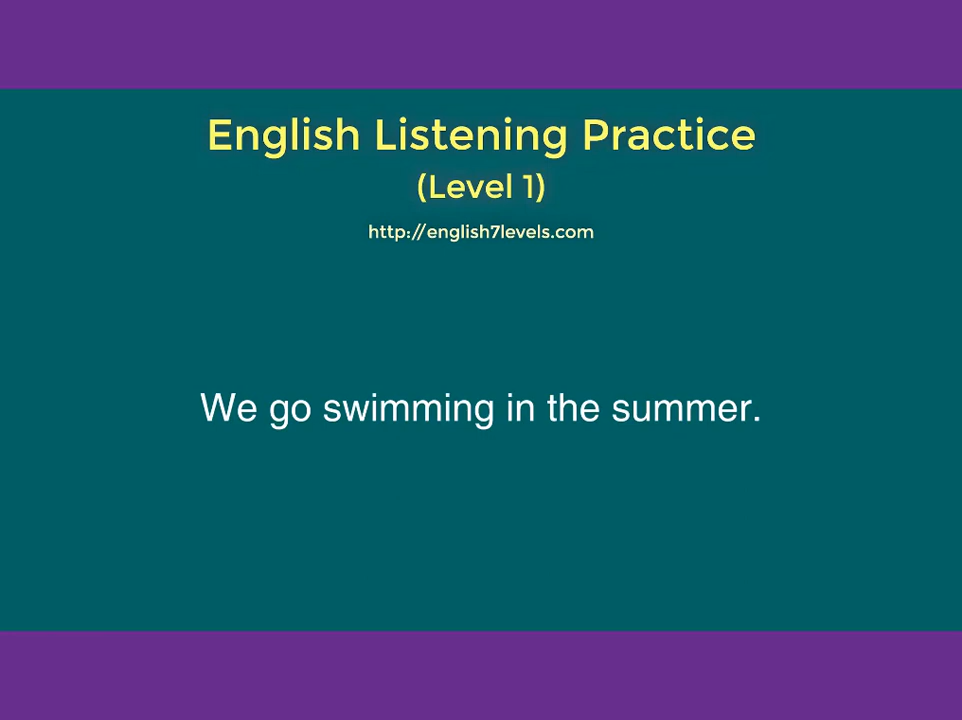 English Listening Practice
(Level 1)
http://english7levels.com
We go swimming in the summer.